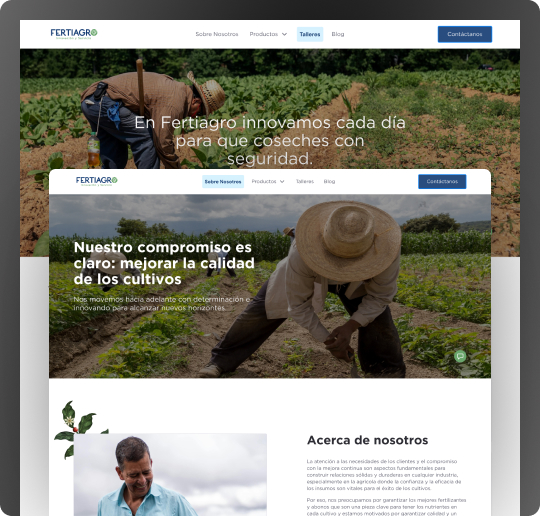 FERTIAGRO
Sobre Nosotros Productos Talleres Blog Contáctanos
En Fertiagro innovamos cada día
para que coseches con
seguridad.
FERTIAGRO
Sobre Nosotros Productos Talleres Blog Contáctanos
Nuestro compromiso es
claro: mejorar la calidad
de los cultivos
Nos movemos hacia adelante con determinación e
innovando para alcanzar nuevos horizontes
Acerca de nosotros
La atención a las necesidades de los clientes y el compromiso
con la mejora continua son aspectos fundamentales para
construir relaciones sólidas y duraderas en cualquier industria,
especialmente en la agrícola donde la confianza y la eficacia de
los insumos son vitales para el éxito de los cultivos.
Por eso, nos preocupamos por garantizar los mejores fertilizantes
y abonos que son una pieza clave para tener los nutrientes en
cada cultivo y estamos motivados por garantizar calidad y un